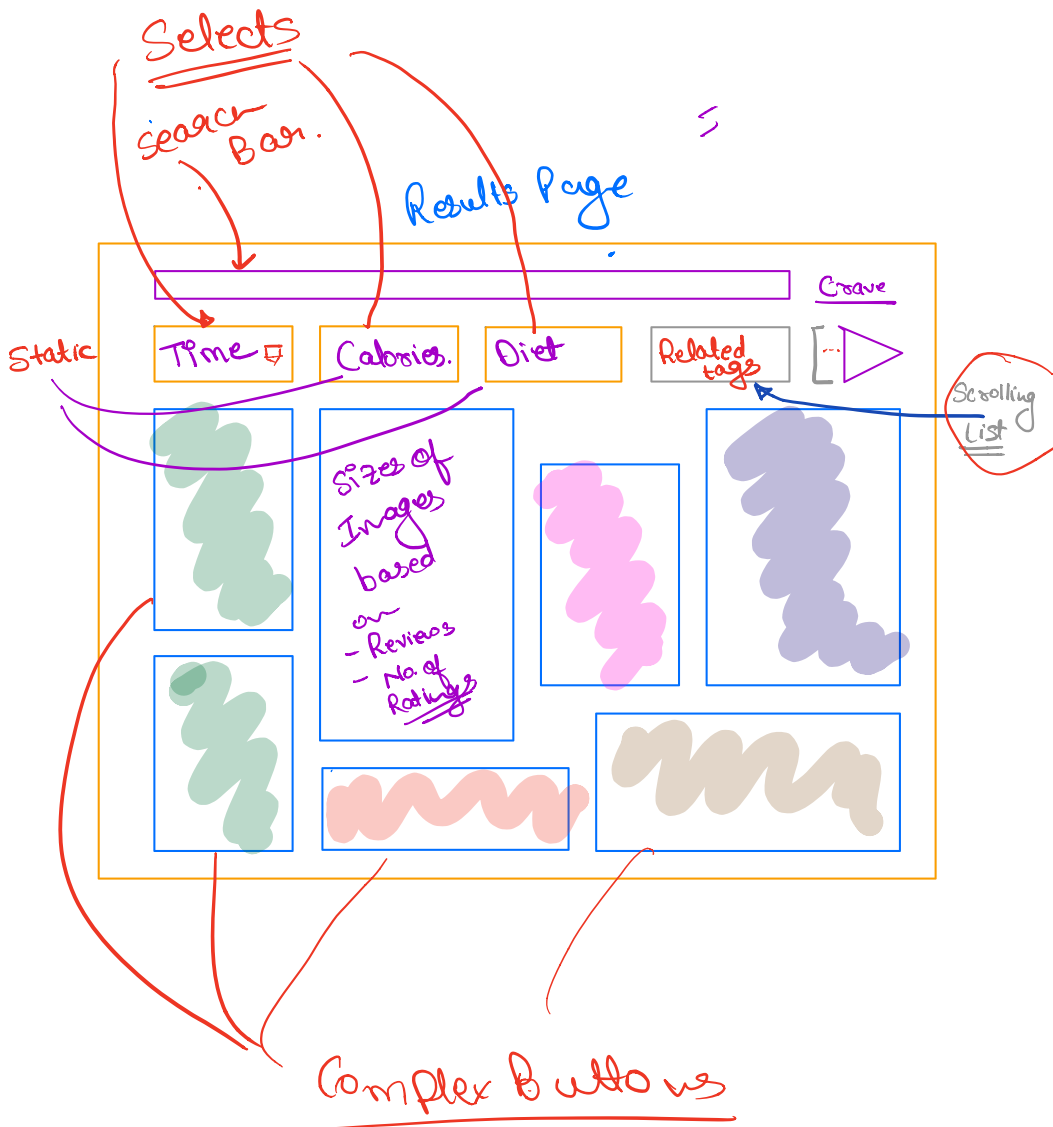 Selects
Search
Bar.
Results Page
Crave
Static
Time
Calories.
Diet
Related
tags
Scrolling
List
Sizes of
Images
based
on
- Reviews
- No. of
Ratings
Complex Buttons